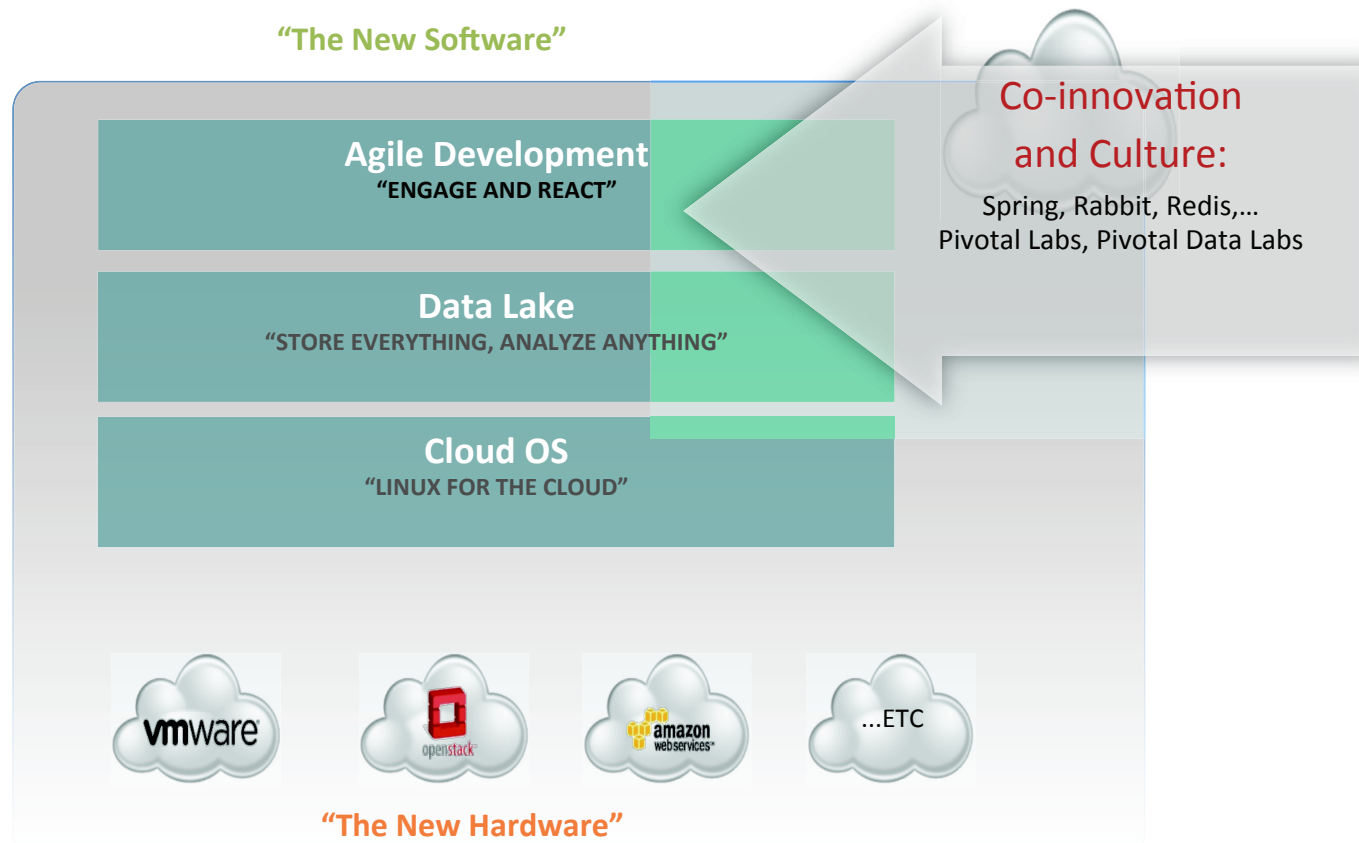 “The New Software”
Co-innovation
and Culture:
Spring, Rabbit, Redis,...
Pivotal Labs, Pivotal Data Labs
Agile Development
“ENGAGE AND REACT”
Data Lake
“STORE EVERYTHING, ANALYZE ANYTHING”
Cloud OS
“LINUX FOR THE CLOUD”
vmware
openstack
amazon
webservices™
...ETC
“The New Hardware”